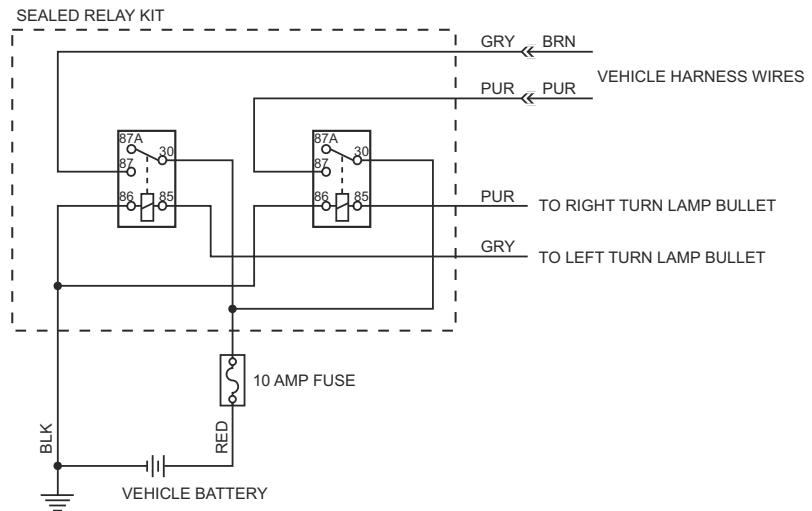 SEALED RELAY KIT
GRY BRN
VEHICLE HARNESS WIRES
PUR PUR
87A 30
87
86 85
87A 30
87
86 85
PUR TO RIGHT TURN LAMP BULLET
GRY TO LEFT TURN LAMP BULLET
10 AMP FUSE
BLK
RED
VEHICLE BATTERY